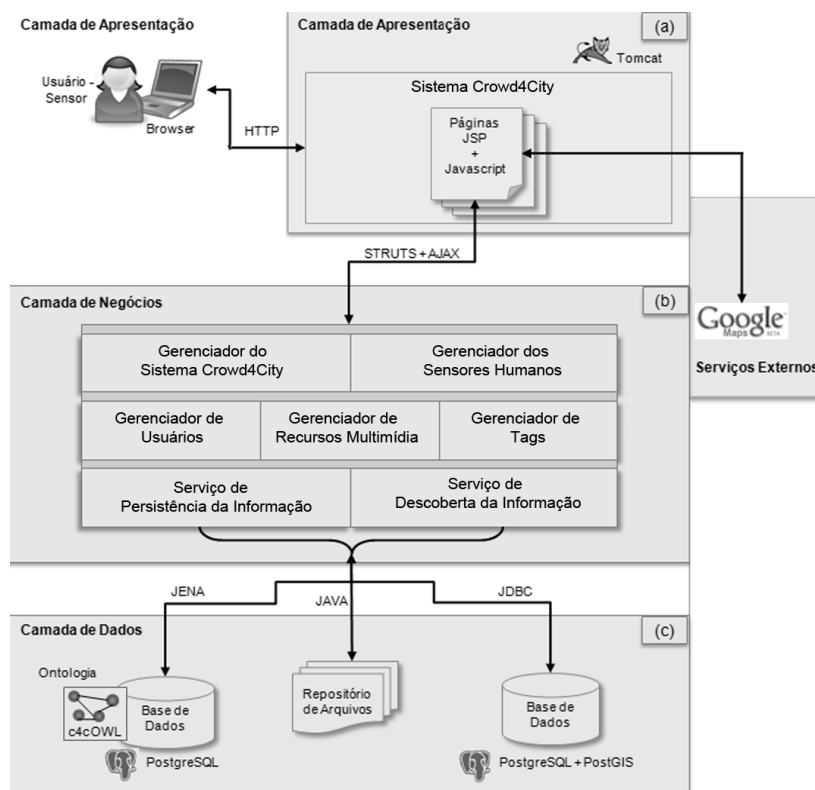 Camada de Apresentação
Camada de Apresentação
(a)
Tomcat
Usuário -
Sensor
Browser
HTTP
Sistema Crowd4City
Páginas
JSP
+
Javascript
STRUTS + AJAX
Camada de Negócios
(b)
Google
Maps BETA
Serviços Externos
Gerenciador do
Sistema Crowd4City
Gerenciador dos
Sensores Humanos
Gerenciador de
Usuários
Gerenciador de
Recursos Multimídia
Gerenciador de
Tags
Serviço de
Persistência da Informação
Serviço de
Descoberta da Informação
JENA
JAVA
JDBC
Camada de Dados
(c)
Ontologia
c4cOWL
Base de
Dados
PostgreSQL
Repositório
de Arquivos
Base de
Dados
PostgreSQL + PostGIS